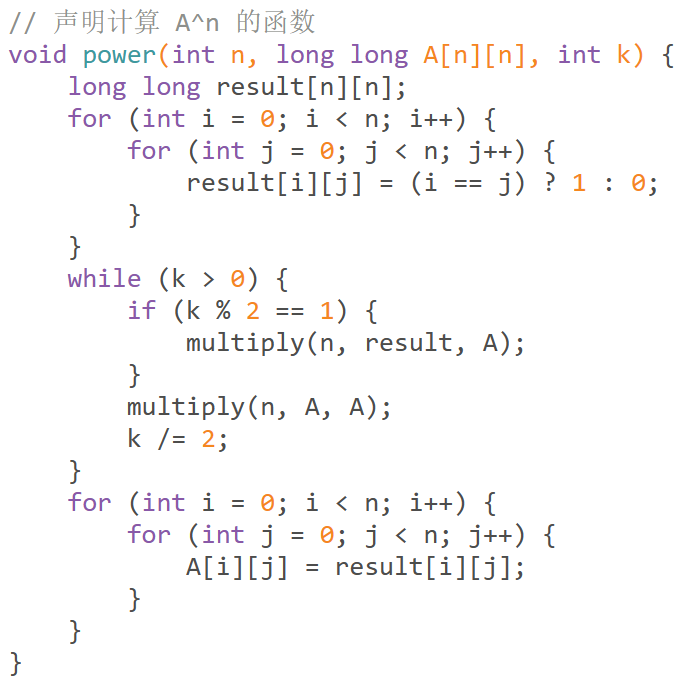 // 声明计算 A^n 的函数
void power(int n, long long A[n][n], int k) {
    long long result[n][n];
    for (int i = 0; i < n; i++) {
        for (int j = 0; j < n; j++) {
            result[i][j] = (i == j) ? 1 : 0;
        }
    }
    while (k > 0) {
        if (k % 2 == 1) {
            multiply(n, result, A);
        }
        multiply(n, A, A);
        k /= 2;
    }
    for (int i = 0; i < n; i++) {
        for (int j = 0; j < n; j++) {
            A[i][j] = result[i][j];
        }
    }
}